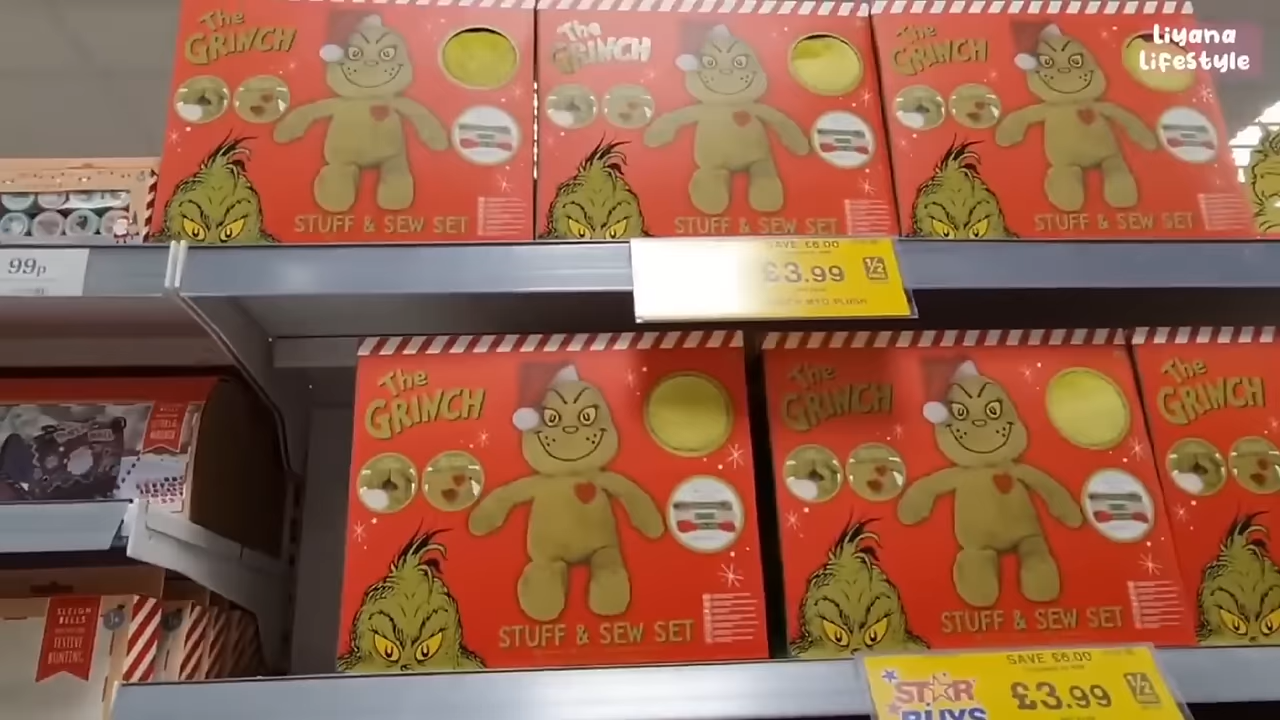 Liyana
Lifestyle
The
GRINCH
STUFF & SEW SET
The
GRINCH
STUFF & SEW SET
The
GRINCH
STUFF & SEW SET
99p
SAVE £6.00
£3.99
1/2
PLUSH
The
GRINCH
STUFF & SEW SET
The
GRINCH
STUFF & SEW SET
The
GRINCH
SLEIGH
BELLS
FESTIVE
BUNTING
SAVE £6.00
STAR
BUYS
£3.99
1/2